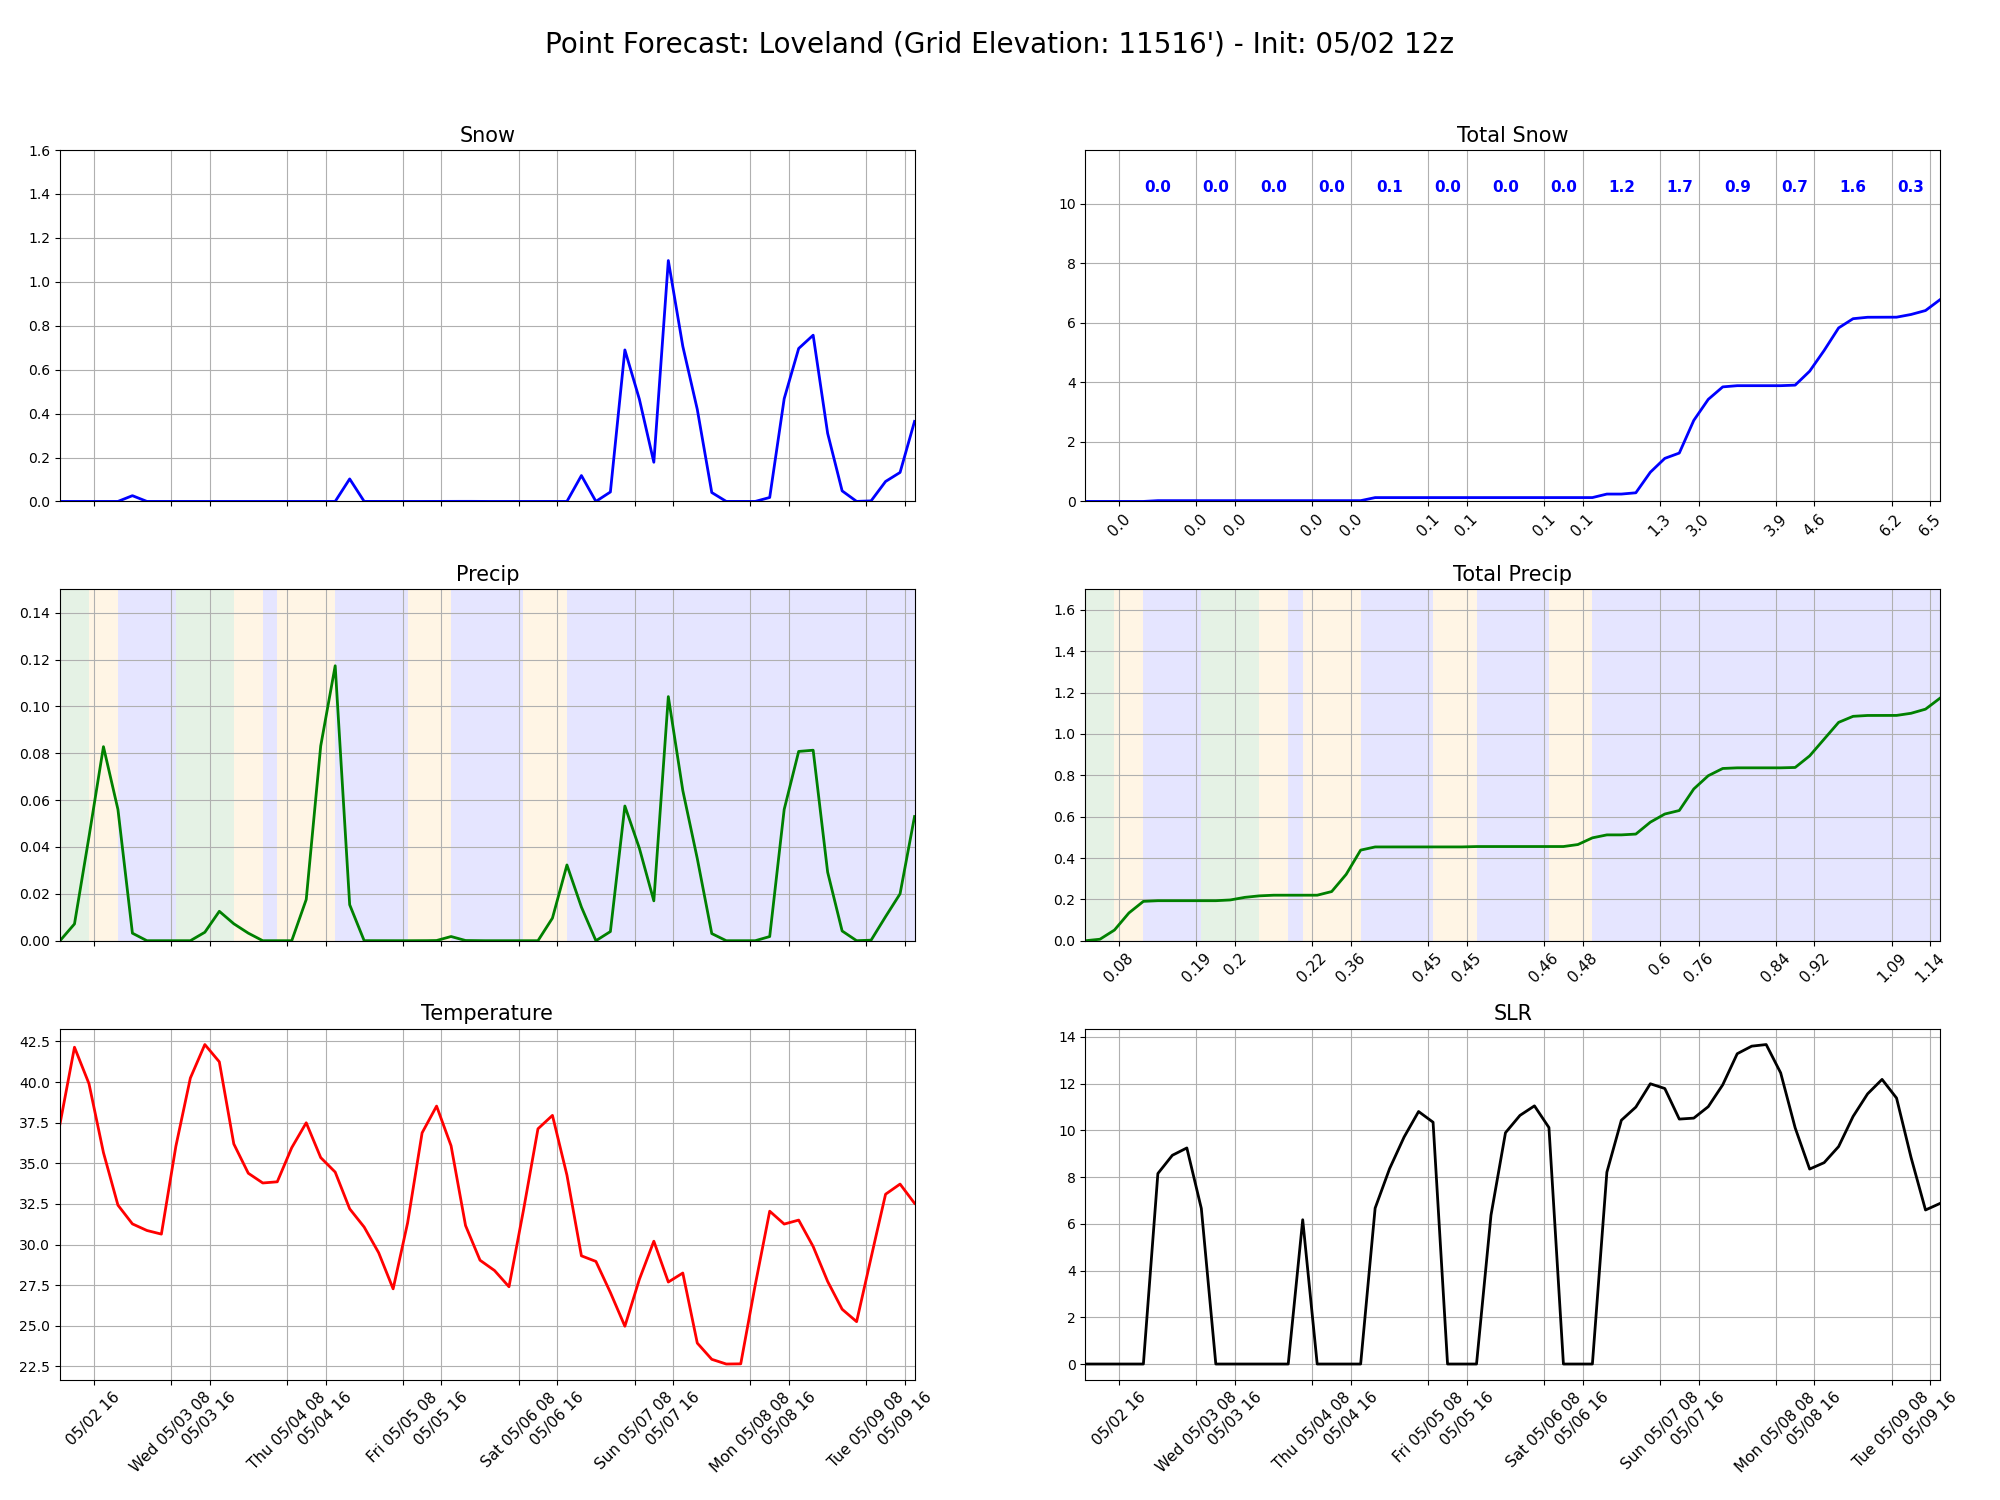 Point Forecast: Loveland (Grid Elevation: 11516') - Init: 05/02 12z
Snow
1.6
1.4
1.2
1.0
0.8
0.6
0.4
0.2
0.0
Total Snow
0.0 0.0 0.0 0.0 0.1 0.0 0.0 0.0 1.2 1.7 0.9 0.7 1.6 0.3
10
8
6
4
2
0
0.0 0.0 0.0 0.0 0.0 0.1 0.1 0.1 0.1 1.3 3.0 3.9 4.6 6.2 6.5
Precip
0.14
0.12
0.10
0.08
0.06
0.04
0.02
0.00
Total Precip
1.6
1.4
1.2
1.0
0.8
0.6
0.4
0.2
0.0
0.08 0.19 0.2 0.22 0.36 0.45 0.45 0.46 0.48 0.6 0.76 0.84 0.92 1.09 1.14
Temperature
42.5
40.0
37.5
35.0
32.5
30.0
27.5
25.0
22.5
05/02 16
Wed 05/03 08
05/03 16
Thu 05/04 08
05/04 16
Fri 05/05 08
05/05 16
Sat 05/06 08
05/06 16
Sun 05/07 08
05/07 16
Mon 05/08 08
05/08 16
Tue 05/09 08
05/09 16
SLR
14
12
10
8
6
4
2
0
05/02 16
Wed 05/03 08
05/03 16
Thu 05/04 08
05/04 16
Fri 05/05 08
05/05 16
Sat 05/06 08
05/06 16
Sun 05/07 08
05/07 16
Mon 05/08 08
05/08 16
Tue 05/09 08
05/09 16